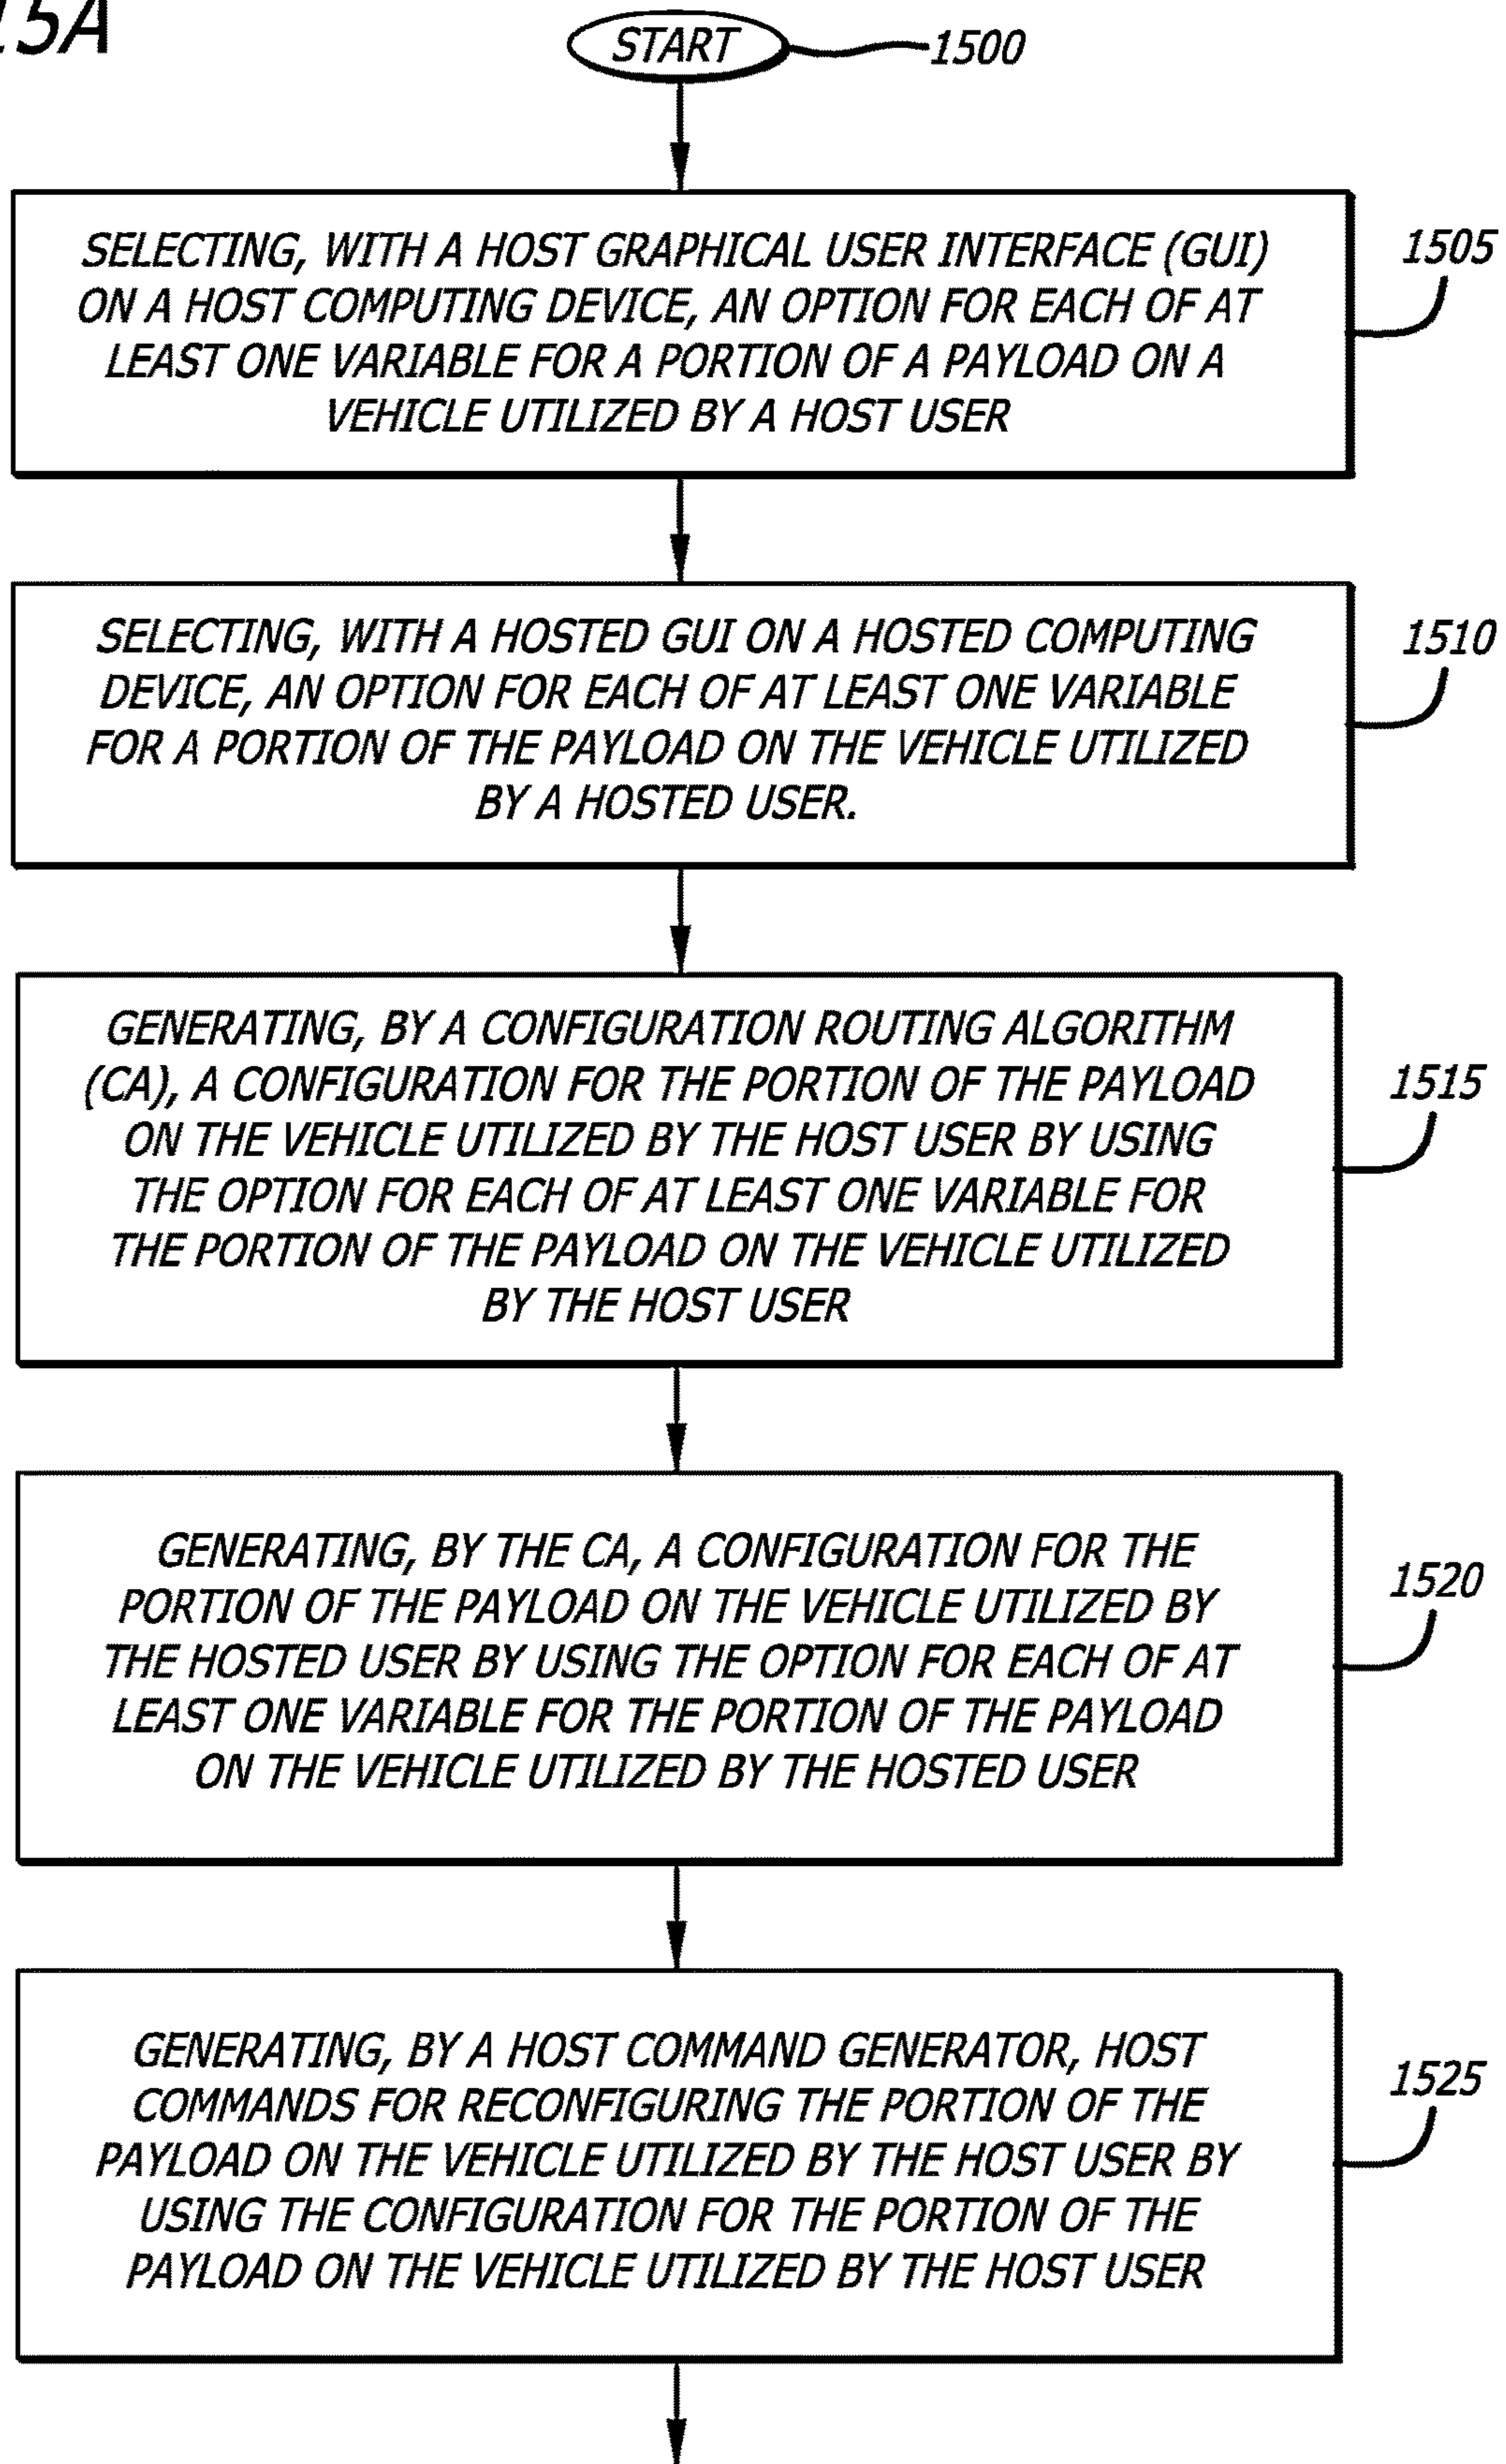 15A
START
1500
SELECTING, WITH A HOST GRAPHICAL USER INTERFACE (GUI)
ON A HOST COMPUTING DEVICE, AN OPTION FOR EACH OF AT
LEAST ONE VARIABLE FOR A PORTION OF A PAYLOAD ON A
VEHICLE UTILIZED BY A HOST USER
1505
SELECTING, WITH A HOSTED GUI ON A HOSTED COMPUTING
DEVICE, AN OPTION FOR EACH OF AT LEAST ONE VARIABLE
FOR A PORTION OF THE PAYLOAD ON THE VEHICLE UTILIZED
BY A HOSTED USER.
1510
GENERATING, BY A CONFIGURATION ROUTING ALGORITHM
(CA), A CONFIGURATION FOR THE PORTION OF THE PAYLOAD
ON THE VEHICLE UTILIZED BY THE HOST USER BY USING
THE OPTION FOR EACH OF AT LEAST ONE VARIABLE FOR
THE PORTION OF THE PAYLOAD ON THE VEHICLE UTILIZED
BY THE HOST USER
1515
GENERATING, BY THE CA, A CONFIGURATION FOR THE
PORTION OF THE PAYLOAD ON THE VEHICLE UTILIZED BY
THE HOSTED USER BY USING THE OPTION FOR EACH OF AT
LEAST ONE VARIABLE FOR THE PORTION OF THE PAYLOAD
ON THE VEHICLE UTILIZED BY THE HOSTED USER
1520
GENERATING, BY A HOST COMMAND GENERATOR, HOST
COMMANDS FOR RECONFIGURING THE PORTION OF THE
PAYLOAD ON THE VEHICLE UTILIZED BY THE HOST USER BY
USING THE CONFIGURATION FOR THE PORTION OF THE
PAYLOAD ON THE VEHICLE UTILIZED BY THE HOST USER
1525